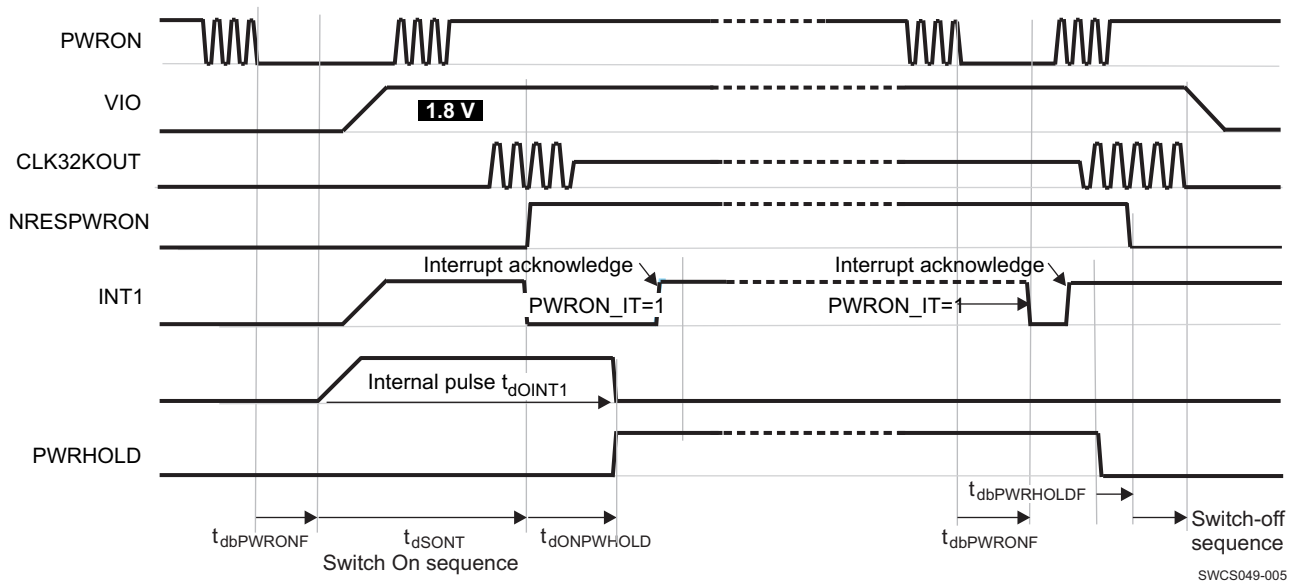 PWRON
VIO
1.8 V
CLK32KOUT
NRESPWRON
Interrupt acknowledge
Interrupt acknowledge
INT1
PWRON_IT=1
PWRON_IT=1
Internal pulse tdOINT1
PWRHOLD
tdbPWRHOLDF
tdbPWRONF
tdSONT
tdONPWHOLD
tdbPWRONF
Switch-off
sequence
Switch On sequence
SWCS049-005